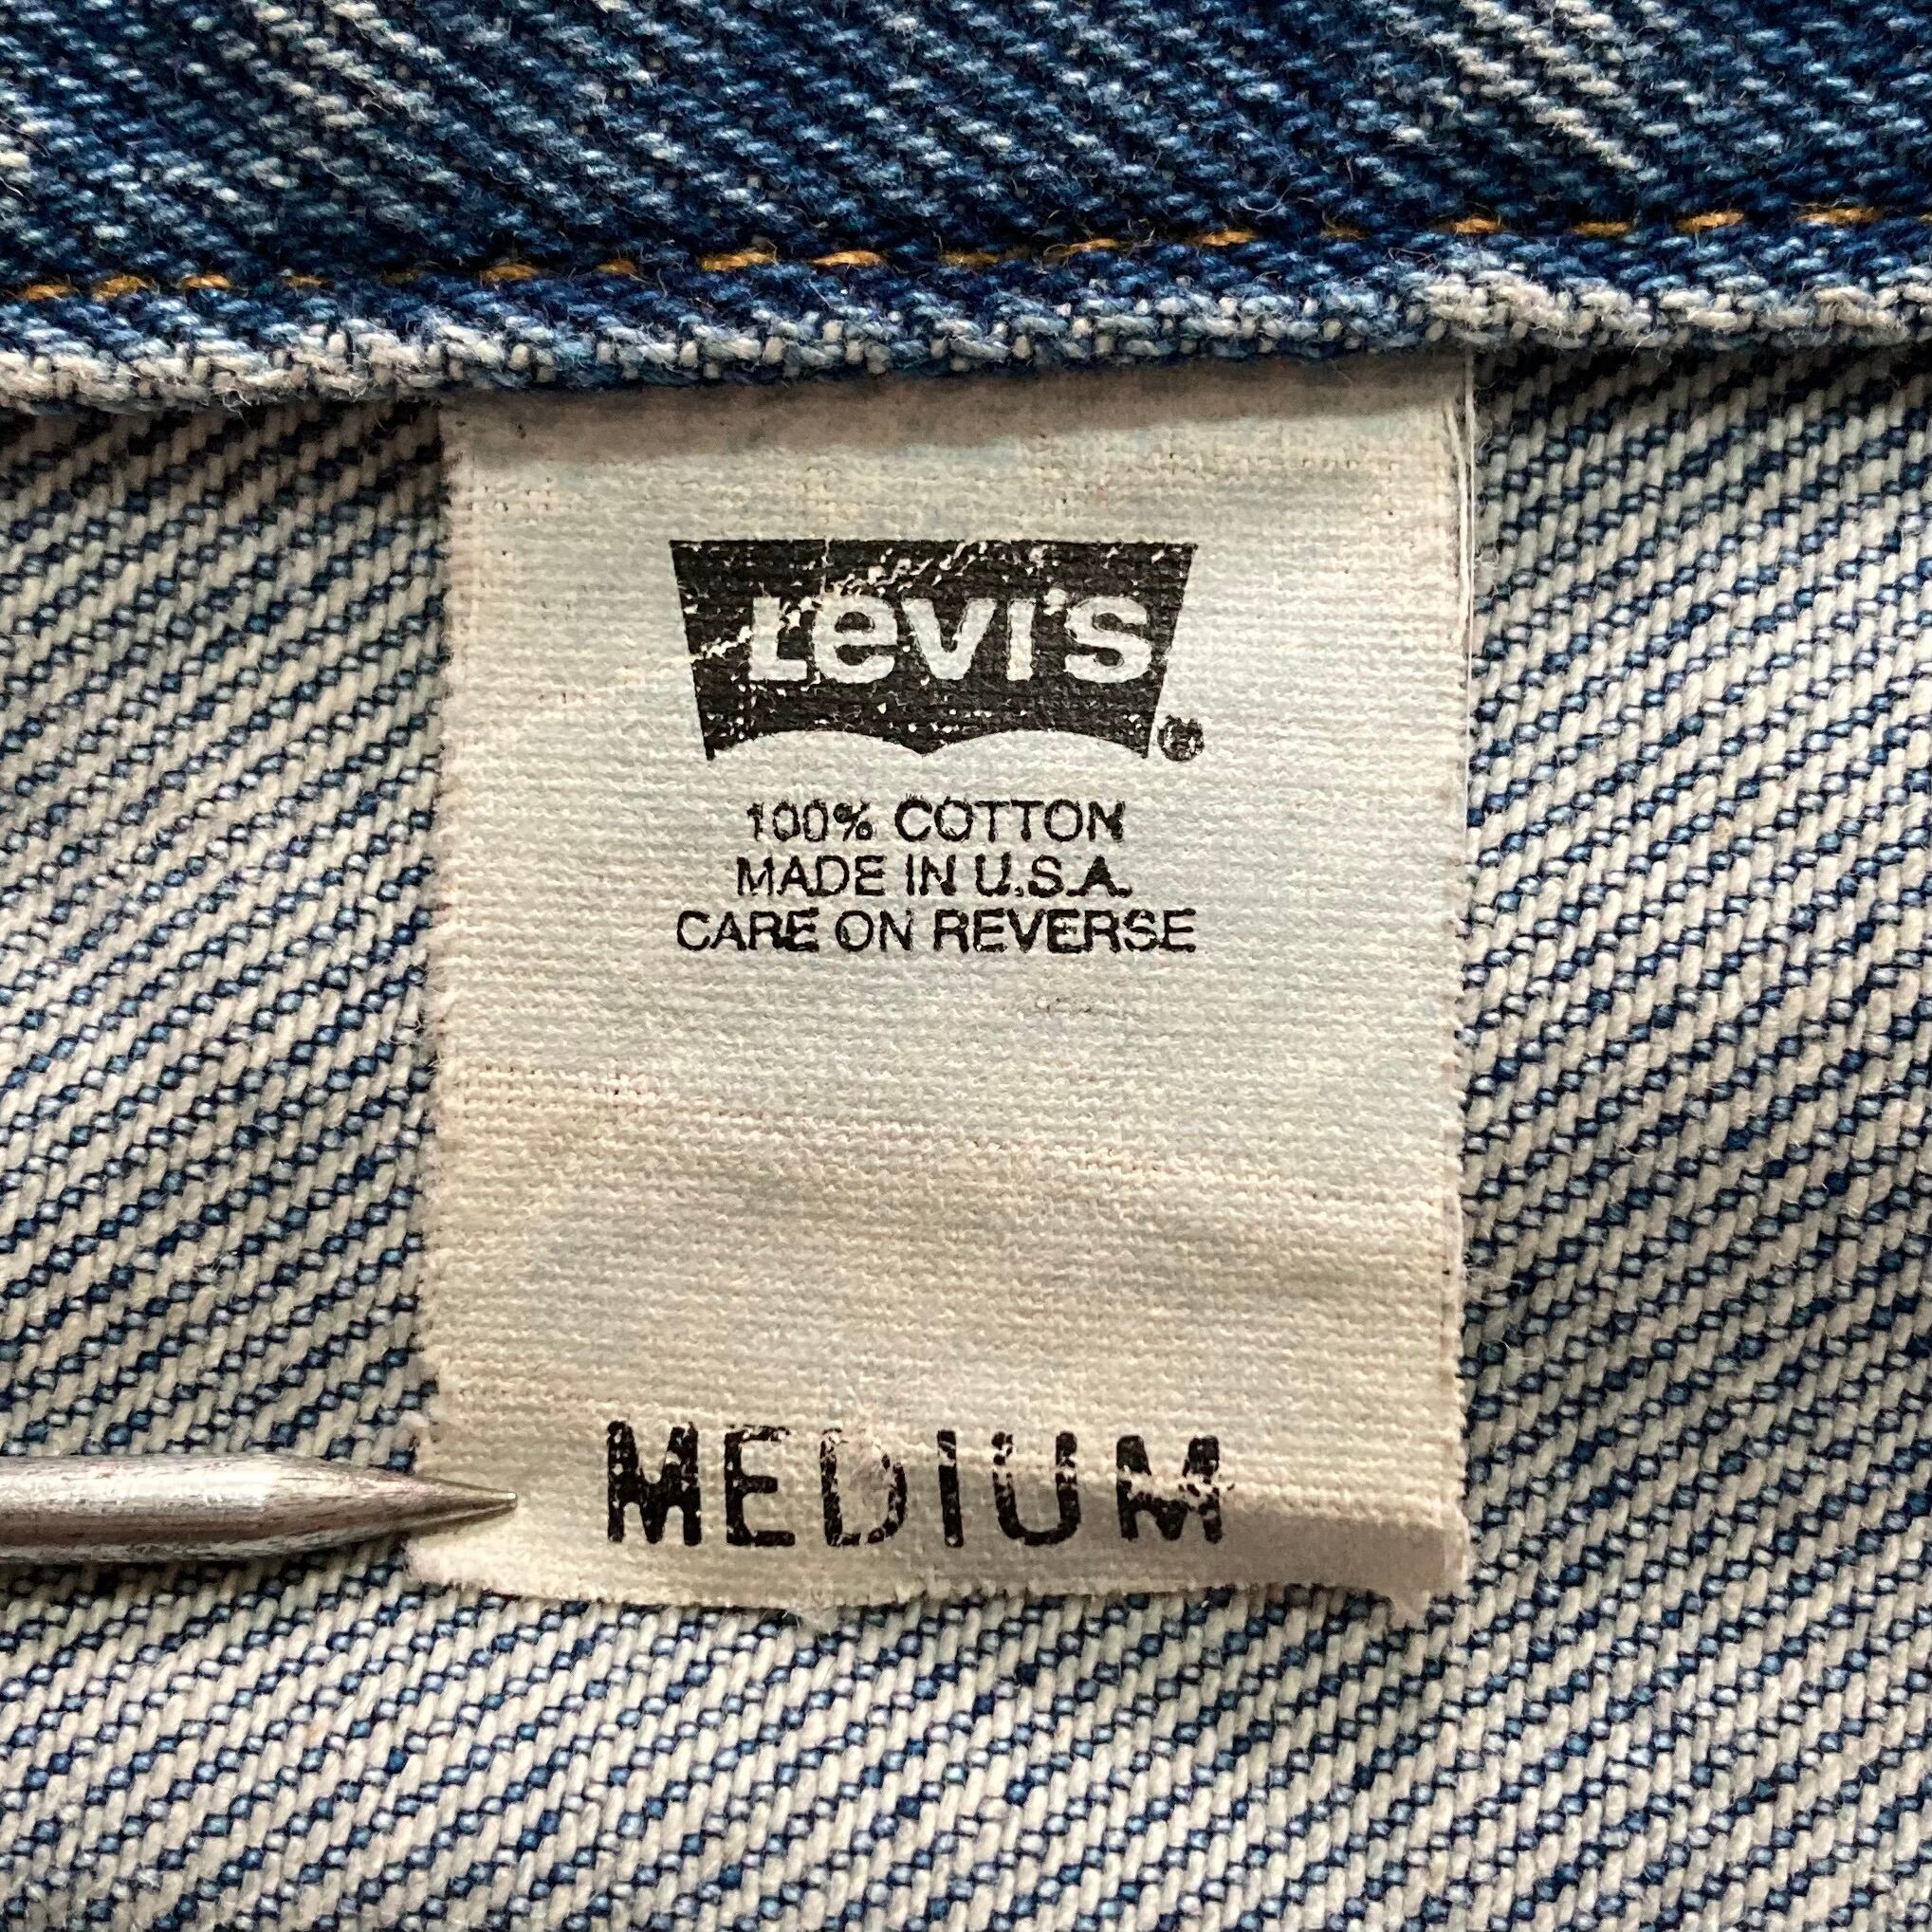 Levi's
®
100% COTTON
MADE IN U.S.A.
CARE ON REVERSE
MEDIUM